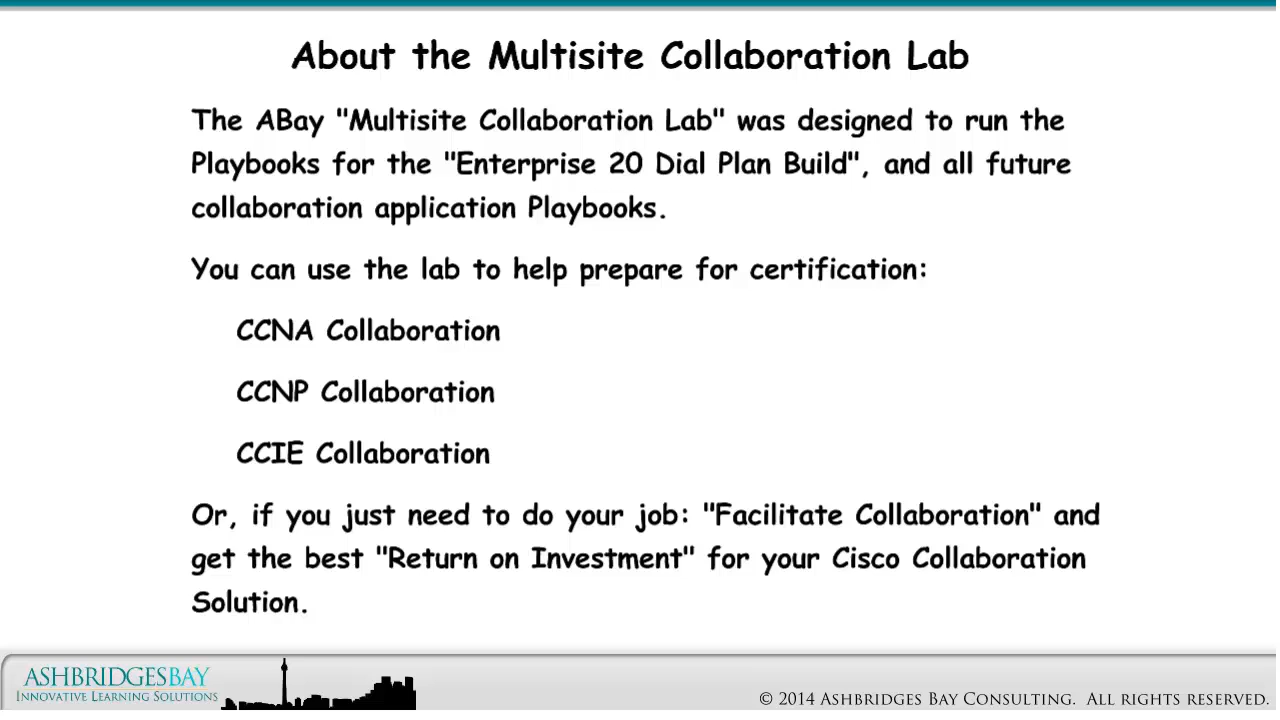 About the Multisite Collaboration Lab
The ABay "Multisite Collaboration Lab" was designed to run the
Playbooks for the "Enterprise 20 Dial Plan Build", and all future
collaboration application Playbooks.
You can use the lab to help prepare for certification:
CCNA Collaboration
CCNP Collaboration
CCIE Collaboration
Or, if you just need to do your job: "Facilitate Collaboration" and
get the best "Return on Investment" for your Cisco Collaboration
Solution.
ASHBRIDGESBAY
INNOVATIVE LEARNING SOLUTIONS
© 2014 ASHBRIDGES BAY CONSULTING. ALL RIGHTS RESERVED.